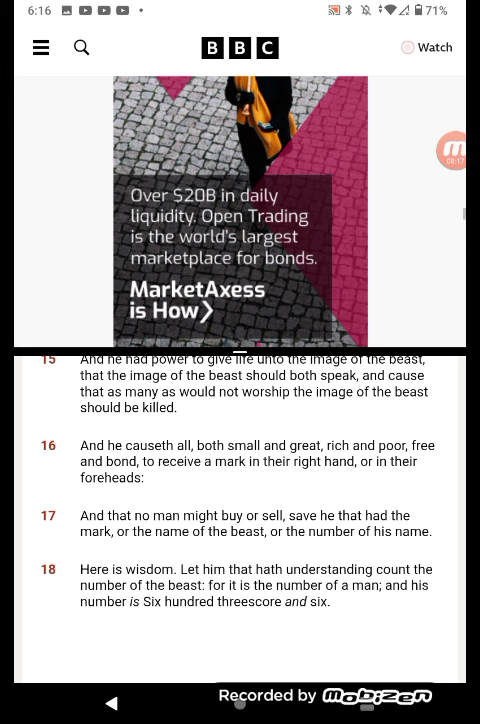 6:16
71%
BBC
Watch
08:17
Over $20B in daily
liquidity. Open Trading
is the world's largest
marketplace for bonds.
MarketAxess
is How
15 And he had power to give life unto the image of the beast,
that the image of the beast should both speak, and cause
that as many as would not worship the image of the beast
should be killed.
16 And he causeth all, both small and great, rich and poor, free
and bond, to receive a mark in their right hand, or in their
foreheads:
17 And that no man might buy or sell, save he that had the
mark, or the name of the beast, or the number of his name.
18 Here is wisdom. Let him that hath understanding count the
number of the beast: for it is the number of a man; and his
number is Six hundred threescore and six.
Recorded by Mobizen